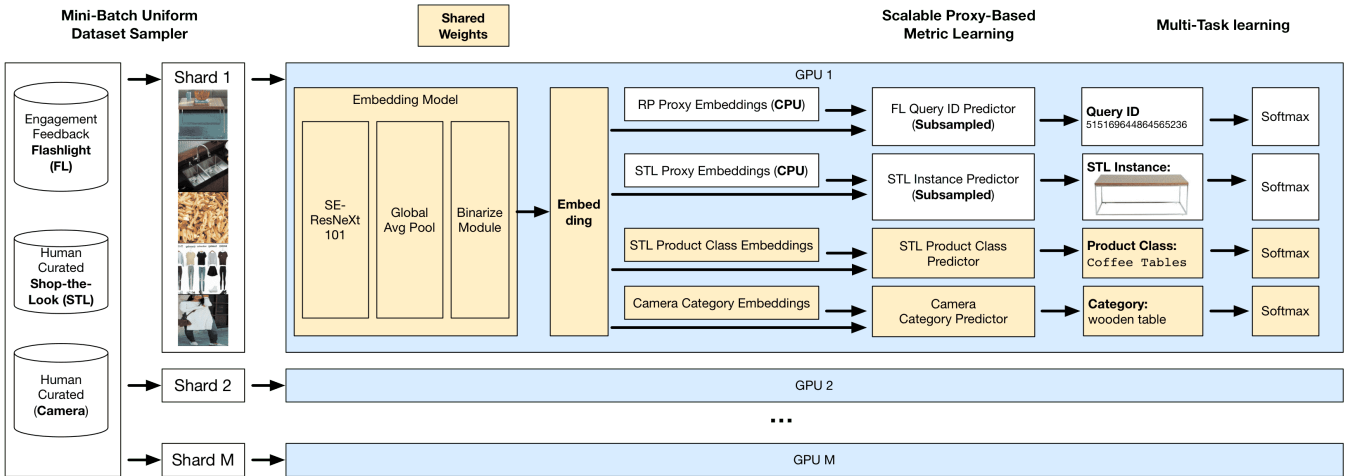 Mini-Batch Uniform
Dataset Sampler
Shared
Weights
Scalable Proxy-Based
Metric Learning
Multi-Task learning
Engagement
Feedback
Flashlight
(FL)
Human
Curated
Shop-the-
Look (STL)
Human
Curated
(Camera)
Shard 1
GPU 1
Embedding Model
SE-
ResNeXt
101
Global
Avg Pool
Binarize
Module
Embed
ding
RP Proxy Embeddings (CPU)
FL Query ID Predictor
(Subsampled)
Query ID
515169644864565236
Softmax
STL Proxy Embeddings (CPU)
STL Instance Predictor
(Subsampled)
STL Instance:
Softmax
STL Product Class Embeddings
STL Product Class
Predictor
Product Class:
Coffee Tables
Softmax
Camera Category Embeddings
Camera
Category Predictor
Category:
wooden table
Softmax
Shard 2
GPU 2
...
Shard M
GPU M